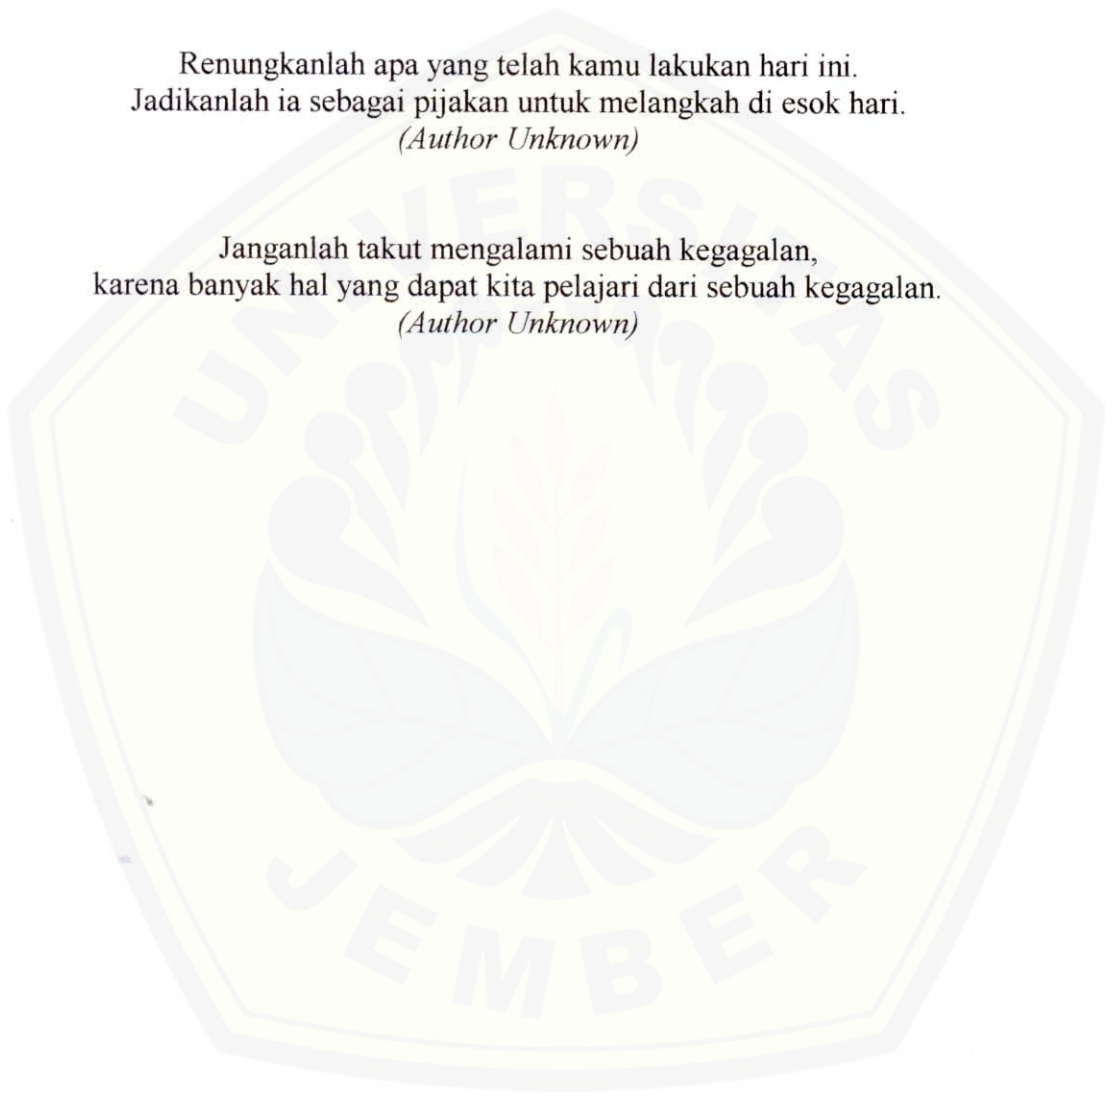 Renungkanlah apa yang telah kamu lakukan hari ini.
Jadikanlah ia sebagai pijakan untuk melangkah di esok hari.
(Author Unknown)
Janganlah takut mengalami sebuah kegagalan,
karena banyak hal yang dapat kita pelajari dari sebuah kegagalan.
(Author Unknown)
UNIVERSITAS
JEMBER